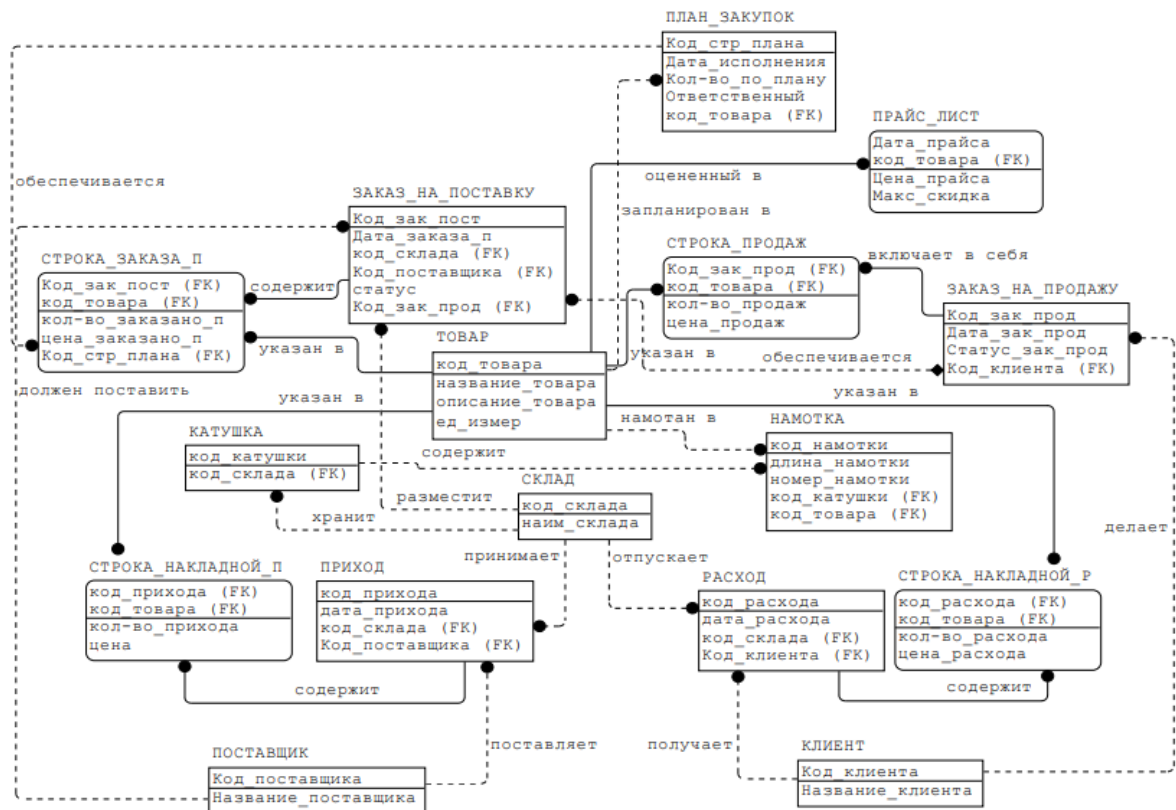 ПЛАН_ЗАКУПОК
Код_стр_плана
Дата_исполнения
Кол-во_по_плану
Ответственный
код_товара (FK)
ПРАЙС_ЛИСТ
Дата_прайса
код_товара (FK)
Цена_прайса
Макс_скидка
обеспечивается
оцененный в
ЗАКАЗ_НА_ПОСТАВКУ
Код_зак_пост
Дата_заказа_п
код_склада (FK)
Код_поставщика (FK)
статус
Код_зак_прод (FK)
запланирован в
СТРОКА_ПРОДАЖ
Код_зак_прод (FK)
код_товара (FK)
кол-во_продаж
цена_продаж
включает в себя
СТРОКА_ЗАКАЗА_П
Код_зак_пост (FK)
код_товара (FK)
кол-во_заказано_п
цена_заказано_п
Код_стр_плана (FK)
содержит
ЗАКАЗ_НА_ПРОДАЖУ
Код_зак_прод
Дата_зак_прод
Статус_зак_прод
Код_клиента (FK)
указан в
ТОВАР
код_товара
название_товара
описание_товара
ед_измер
указан в
обеспечивается
должен поставить
указан в
указан в
намотан в
НАМОТКА
код_намотки
длина_намотки
номер_намотки
код_катушки (FK)
код_товара (FK)
КАТУШКА
код_катушки
код_склада (FK)
содержит
СКЛАД
код_склада
наим_склада
разместит
хранит
делает
принимает
отпускает
СТРОКА_НАКЛАДНОЙ_П
код_прихода (FK)
код_товара (FK)
кол-во_прихода
цена
ПРИХОД
код_прихода
дата_прихода
код_склада (FK)
Код_поставщика (FK)
РАСХОД
код_расхода
дата_расхода
код_склада (FK)
Код_клиента (FK)
СТРОКА_НАКЛАДНОЙ_Р
код_расхода (FK)
код_товара (FK)
кол-во_расхода
цена_расхода
содержит
содержит
ПОСТАВЩИК
Код_поставщика
Название_поставщика
поставляет
получает
КЛИЕНТ
Код_клиента
Название_клиента